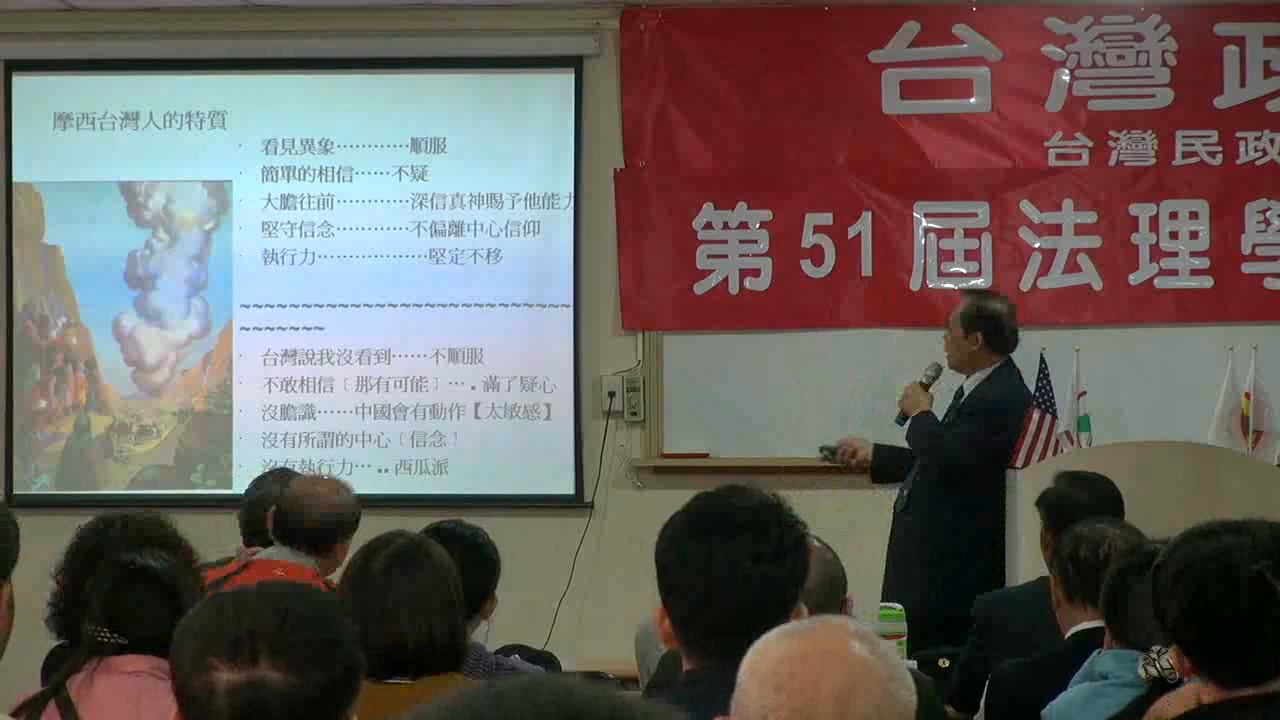 摩西台灣人的特質
· 看見異象…………順服
· 簡單的相信……不疑
· 大膽往前…………深信真神賜予他能力
· 堅守信念…………不偏離中心信仰
· 執行力………………堅定不移
~~~~~~~~~~~~~~~~~~~~~~~~~~~~~
· 台灣說我沒看到……不順服
· 不敢相信﹝那有可能﹞…..滿了疑心
· 沒膽識……中國會有動作【太敏感】
· 沒有所謂的中心﹝信念﹞
· 沒有執行力…..西瓜派
台灣政
台灣民政
第51屆法理學